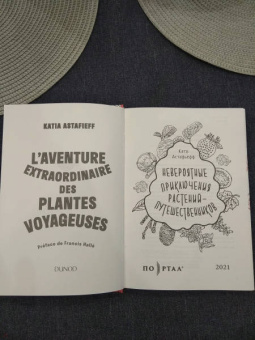 KATIA ASTAFIEFF
L'AVENTURE
EXTRAORDINAIRE
DES
PLANTES
VOYAGEUSES
Préface de Francis Hallé
DUNOD
Катя
Астафьефф
НЕВЕРОЯТНЫЕ
ПРИКЛЮЧЕНИЯ
РАСТЕНИЙ-
ПУТЕШЕСТВЕННИКОВ
ПОРТАЛ
2021